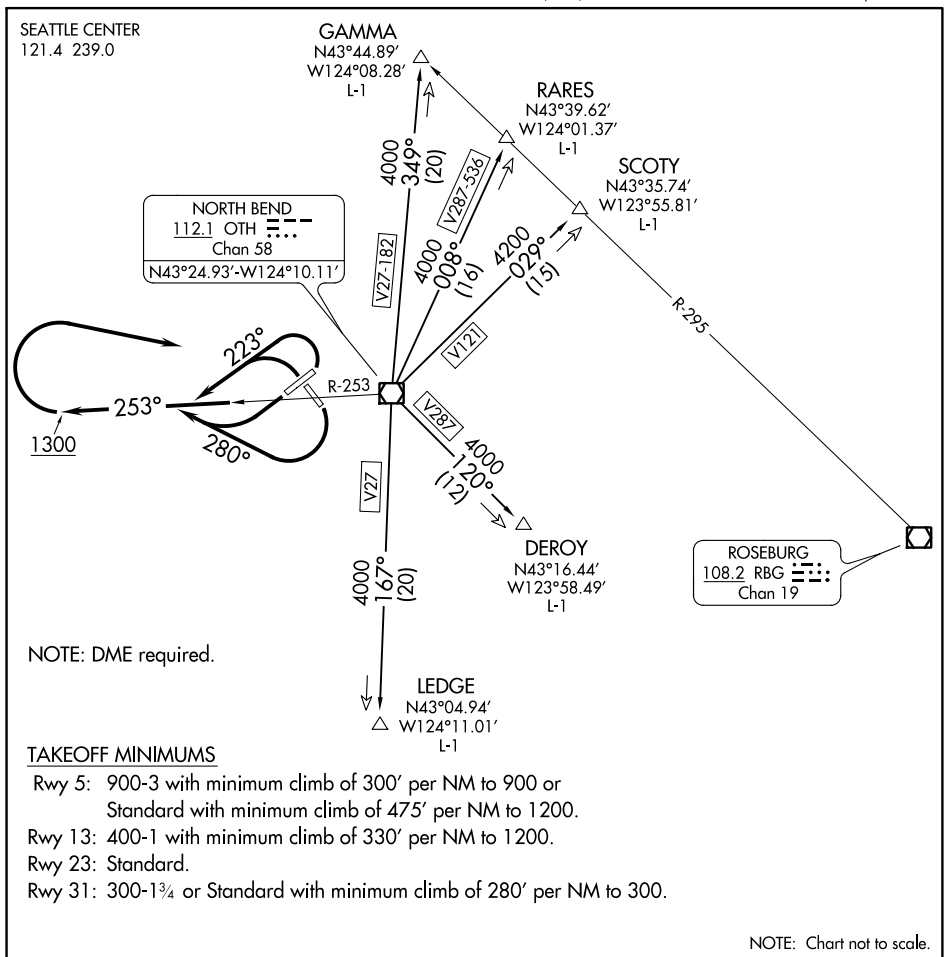 SEATTLE CENTER
121.4 239.0
GAMMA
N43°44.89′
W124°08.28′
L-1
RARES
N43°39.62′
W124°01.37′
L-1
SCOTY
N43°35.74′
W123°55.81′
L-1
NORTH BEND
112.1 OTH
Chan 58
N43°24.93′-W124°10.11′
4000
349°
(20)
V27-182
V287-536
4000
008°
(16)
4200
029°
(15)
V121
R-295
223°
R-253
253°
1300
280°
V287
4000
120°
(12)
V27
4000
167°
(20)
DEROY
N43°16.44′
W123°58.49′
L-1
ROSEBURG
108.2 RBG
Chan 19
NOTE: DME required.
LEDGE
N43°04.94′
W124°11.01′
L-1
TAKEOFF MINIMUMS
Rwy 5: 900-3 with minimum climb of 300′ per NM to 900 or
Standard with minimum climb of 475′ per NM to 1200.
Rwy 13: 400-1 with minimum climb of 330′ per NM to 1200.
Rwy 23: Standard.
Rwy 31: 300-1¾ or Standard with minimum climb of 280′ per NM to 300.
NOTE: Chart not to scale.